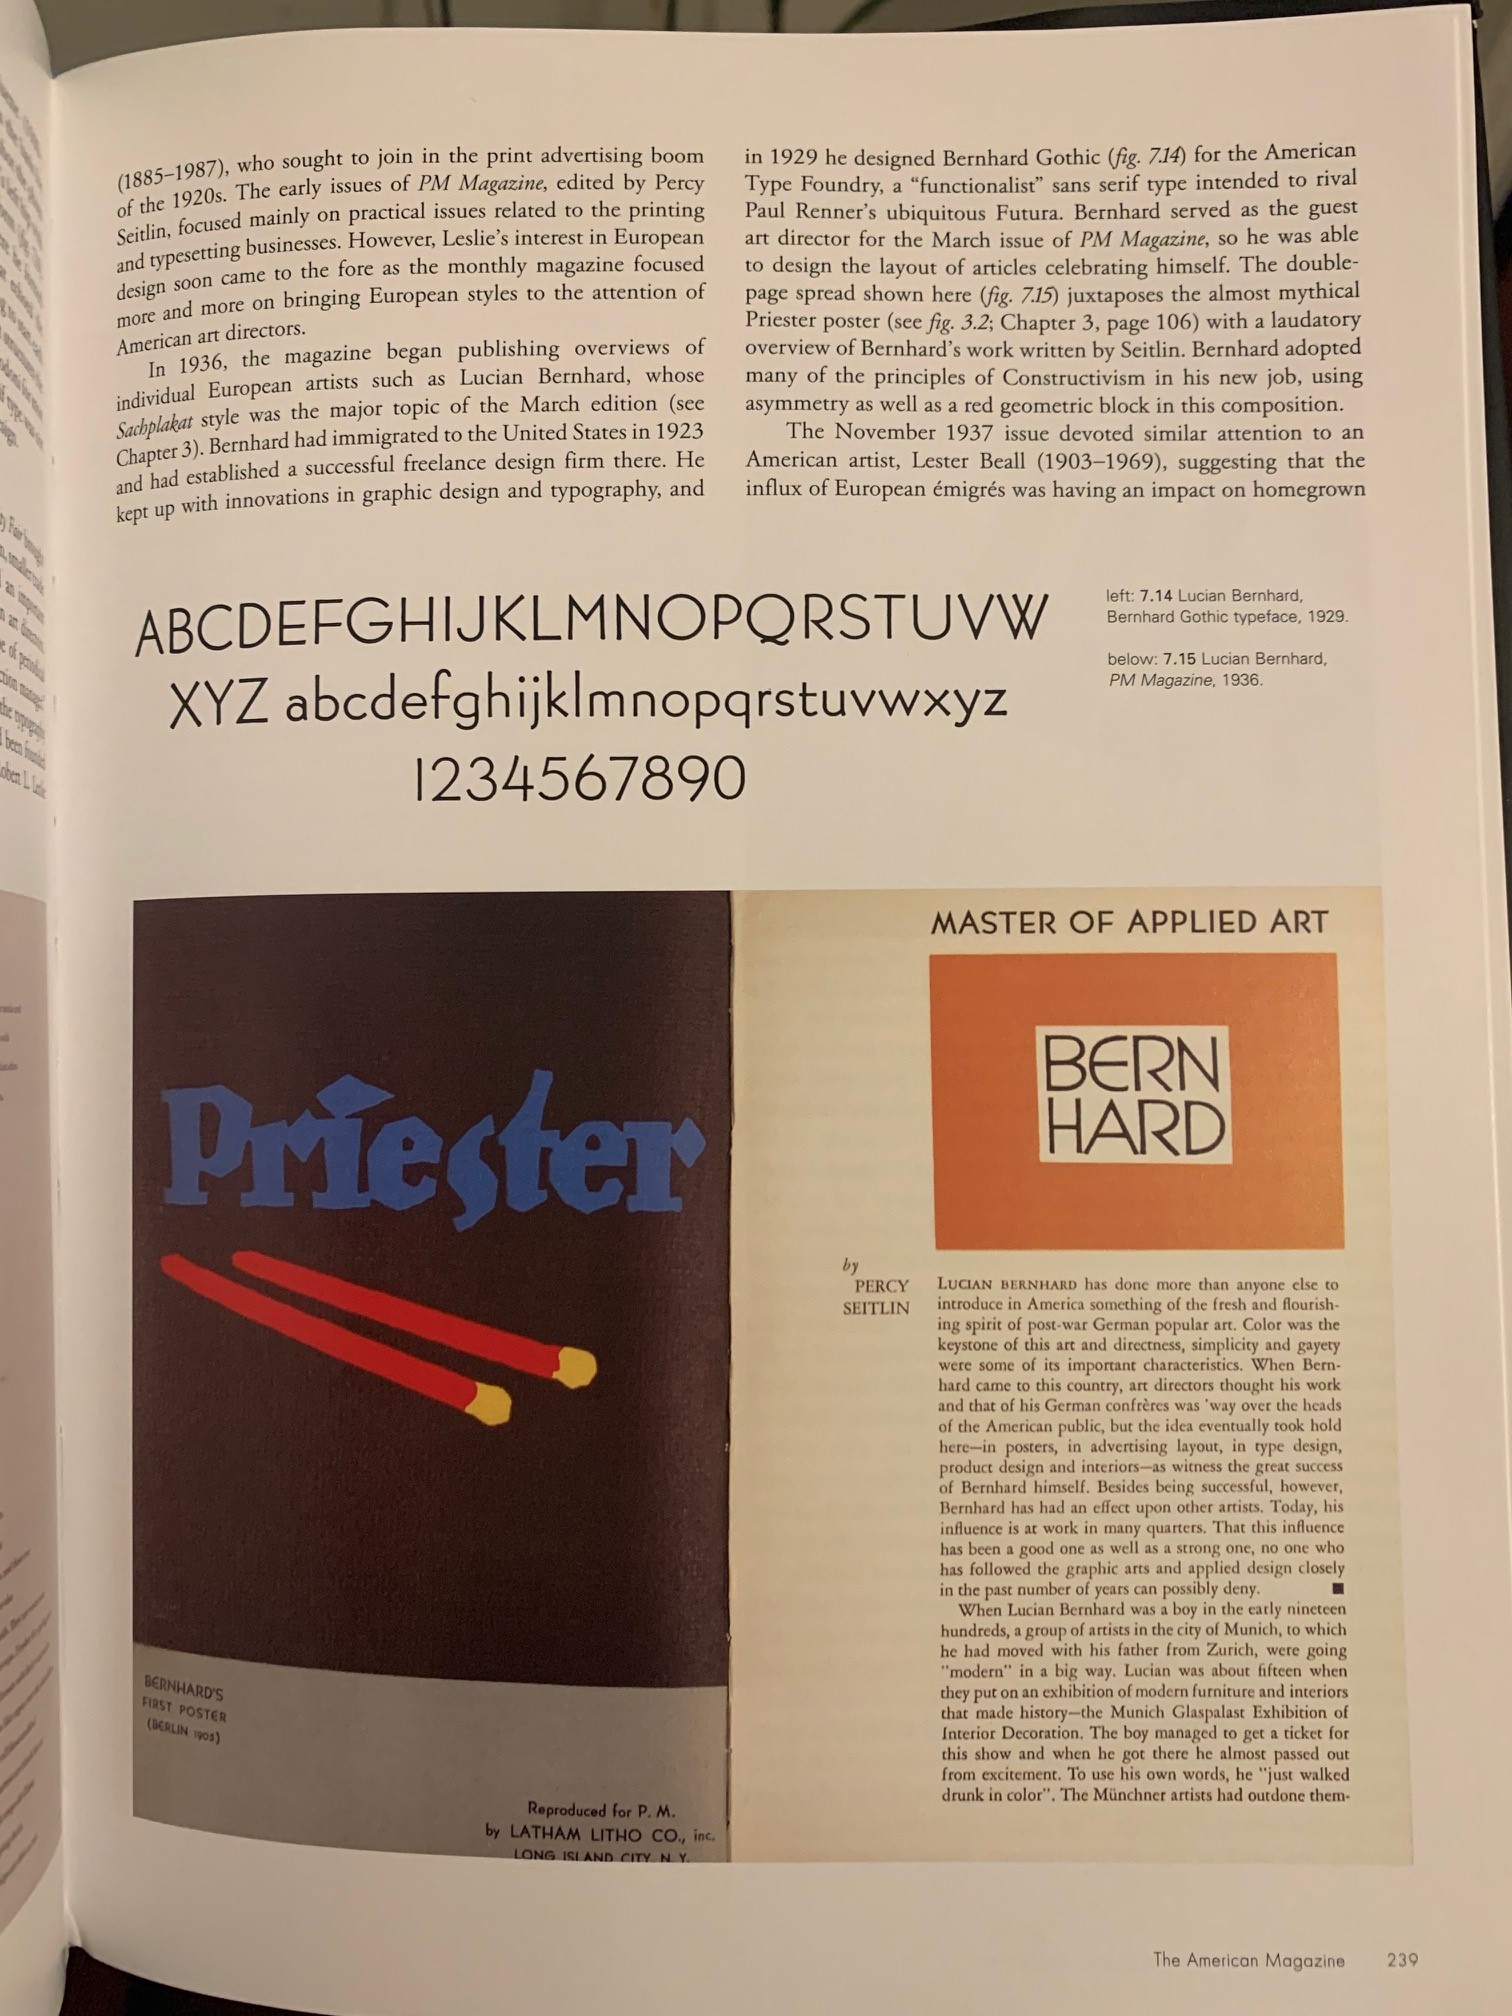 (1885–1987), who sought to join in the print advertising boom
of the 1920s. The early issues of PM Magazine, edited by Percy
Seitlin, focused mainly on practical issues related to the printing
and typesetting businesses. However, Leslie's interest in European
design soon came to the fore as the monthly magazine focused
more and more on bringing European styles to the attention of
American art directors.
In 1936, the magazine began publishing overviews of
individual European artists such as Lucian Bernhard, whose
Sachplakat style was the major topic of the March edition (see
Chapter 3). Bernhard had immigrated to the United States in 1923
and had established a successful freelance design firm there. He
kept up with innovations in graphic design and typography, and
in 1929 he designed Bernhard Gothic (fig. 7.14) for the American
Type Foundry, a “functionalist” sans serif type intended to rival
Paul Renner's ubiquitous Futura. Bernhard served as the guest
art director for the March issue of PM Magazine, so he was able
to design the layout of articles celebrating himself. The double-
page spread shown here (fig. 7.15) juxtaposes the almost mythical
Priester poster (see fig. 3.2; Chapter 3, page 106) with a laudatory
overview of Bernhard's work written by Seitlin. Bernhard adopted
many of the principles of Constructivism in his new job, using
asymmetry as well as a red geometric block in this composition.
The November 1937 issue devoted similar attention to an
American artist, Lester Beall (1903–1969), suggesting that the
influx of European émigrés was having an impact on homegrown
ABCDEFGHIJKLMNOPQRSTUVW
XYZ abcdefghijklmnopqrstuvwxyz
1234567890
left: 7.14 Lucian Bernhard,
Bernhard Gothic typeface, 1929.
below: 7.15 Lucian Bernhard,
PM Magazine, 1936.
Priester
BERNHARD'S
FIRST POSTER
(BERLIN 1905)
Reproduced for P. M.
by LATHAM LITHO CO., inc.
LONG ISLAND CITY N. Y.
MASTER OF APPLIED ART
BERN
HARD
by
PERCY
SEITLIN
LUCIAN BERNHARD has done more than anyone else to
introduce in America something of the fresh and flourish-
ing spirit of post-war German popular art. Color was the
keystone of this art and directness, simplicity and gayety
were some of its important characteristics. When Bern-
hard came to this country, art directors thought his work
and that of his German confrères was 'way over the heads
of the American public, but the idea eventually took hold
here—in posters, in advertising layout, in type design,
product design and interiors—as witness the great success
of Bernhard himself. Besides being successful, however,
Bernhard has had an effect upon other artists. Today, his
influence is at work in many quarters. That this influence
has been a good one as well as a strong one, no one who
has followed the graphic arts and applied design closely
in the past number of years can possibly deny.
When Lucian Bernhard was a boy in the early nineteen
hundreds, a group of artists in the city of Munich, to which
he had moved with his father from Zurich, were going
"modern" in a big way. Lucian was about fifteen when
they put on an exhibition of modern furniture and interiors
that made history—the Munich Glaspalast Exhibition of
Interior Decoration. The boy managed to get a ticket for
this show and when he got there he almost passed out
from excitement. To use his own words, he "just walked
drunk in color". The Münchner artists had outdone them-
The American Magazine 239